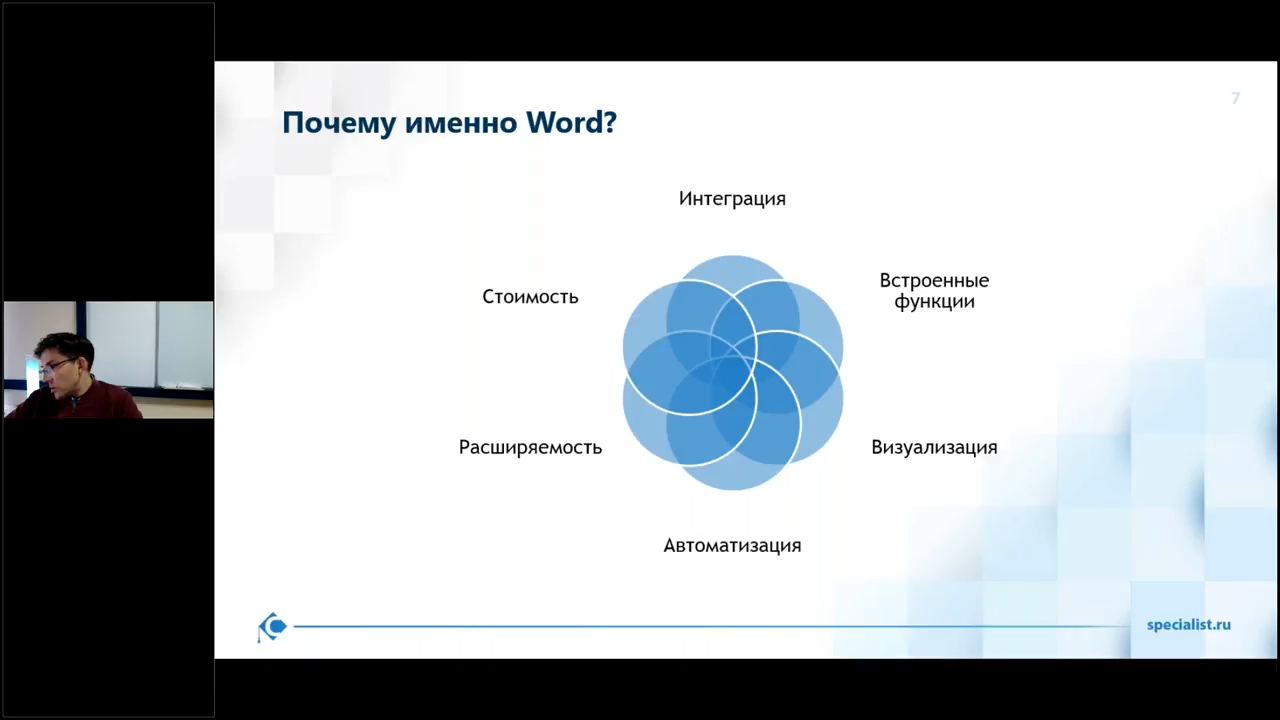 7
Почему именно Word?
Интеграция
Встроенные
функции
Стоимость
Расширяемость
Визуализация
Автоматизация
specialist.ru